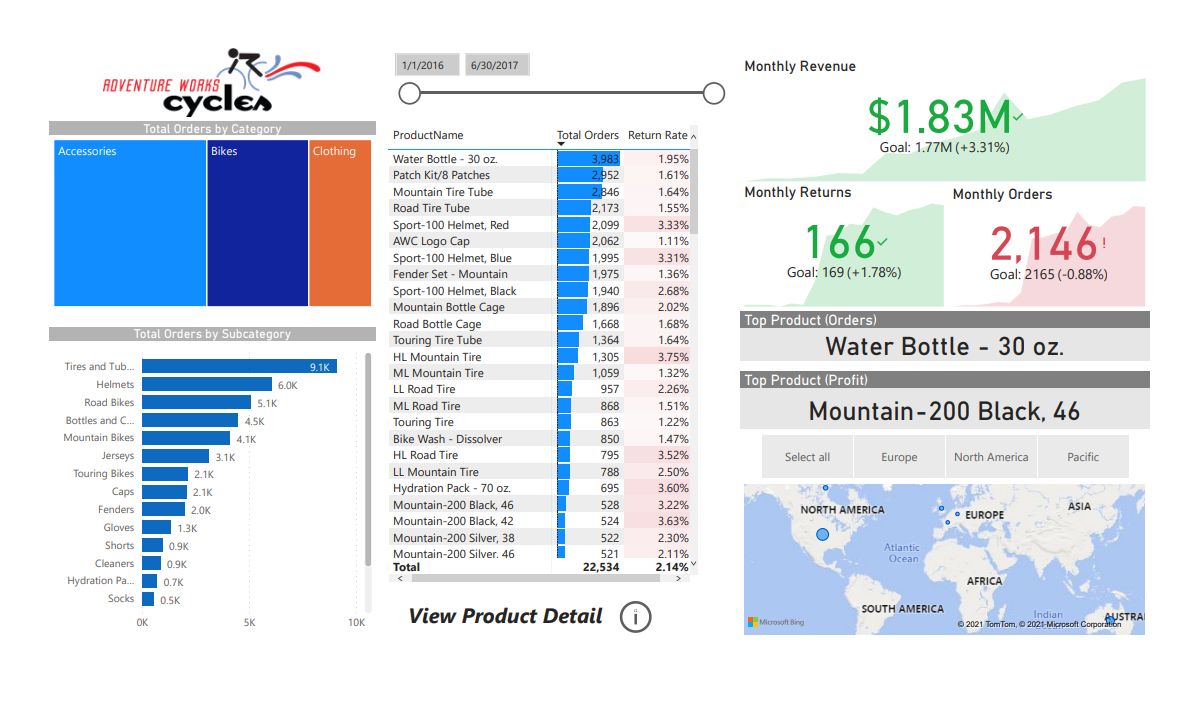 ADVENTURE WORKS
cycles
Total Orders by Category
Accessories
Bikes
Clothing
Total Orders by Subcategory
Tires and Tub... 9.1K
Helmets 6.0K
Road Bikes 5.1K
Bottles and C... 4.5K
Mountain Bikes 4.1K
Jerseys 3.1K
Touring Bikes 2.1K
Caps 2.1K
Fenders 2.0K
Gloves 1.3K
Shorts 0.9K
Cleaners 0.9K
Hydration Pa... 0.7K
Socks 0.5K
0K 5K 10K
1/1/2016 6/30/2017
ProductName Total Orders Return Rate
Water Bottle - 30 oz. 3,983 1.95%
Patch Kit/8 Patches 2,952 1.61%
Mountain Tire Tube 2,846 1.64%
Road Tire Tube 2,173 1.55%
Sport-100 Helmet, Red 2,099 3.33%
AWC Logo Cap 2,062 1.11%
Sport-100 Helmet, Blue 1,995 3.31%
Fender Set - Mountain 1,975 1.36%
Sport-100 Helmet, Black 1,940 2.68%
Mountain Bottle Cage 1,896 2.02%
Road Bottle Cage 1,668 1.68%
Touring Tire Tube 1,364 1.64%
HL Mountain Tire 1,305 3.75%
ML Mountain Tire 1,059 1.32%
LL Road Tire 957 2.26%
ML Road Tire 868 1.51%
Touring Tire 863 1.22%
Bike Wash - Dissolver 850 1.47%
HL Road Tire 795 3.52%
LL Mountain Tire 788 2.50%
Hydration Pack - 70 oz. 695 3.60%
Mountain-200 Black, 46 528 3.22%
Mountain-200 Black, 42 524 3.63%
Mountain-200 Silver, 38 522 2.30%
Mountain-200 Silver, 46 521 2.11%
Total 22,534 2.14%
View Product Detail i
Monthly Revenue
$1.83M
Goal: 1.77M (+3.31%)
Monthly Returns
166
Goal: 169 (+1.78%)
Monthly Orders
2,146!
Goal: 2165 (-0.88%)
Top Product (Orders)
Water Bottle - 30 oz.
Top Product (Profit)
Mountain-200 Black, 46
Select all Europe North America Pacific
NORTH AMERICA
EUROPE
ASIA
Atlantic
Ocean
AFRICA
SOUTH AMERICA
Indian
AUSTRA
Microsoft Bing
© 2021 TomTom, © 2021 Microsoft Corporation